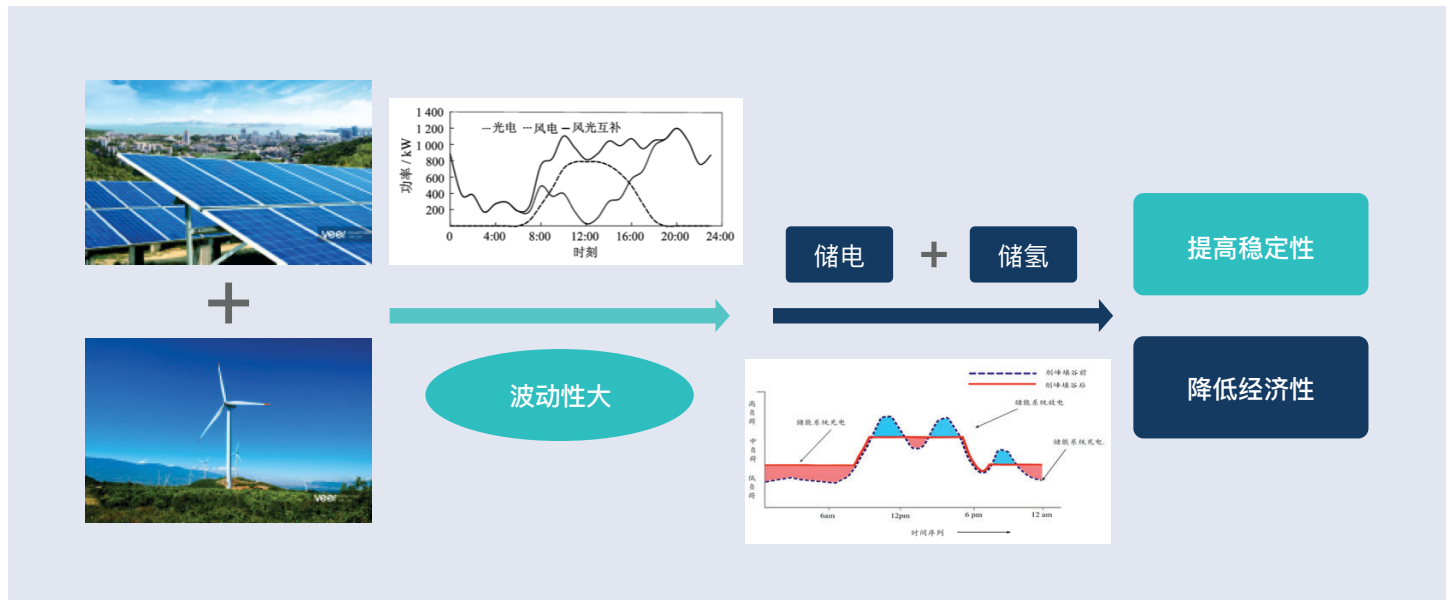 veer
1 400
1 200
1 000
800
600
400
200
功率 / kW
光电
风电
风光互补
0
4:00
8:00
12:00
16:00
20:00
24:00
时刻
波动性大
veer
储电
+
储氢
削峰填谷前
削峰填谷后
储能系统放电
储能系统充电
储能系统充电.
高负荷
中负荷
低负荷
6am
12pm
6 pm
12 am
时间序列
提高稳定性
降低经济性